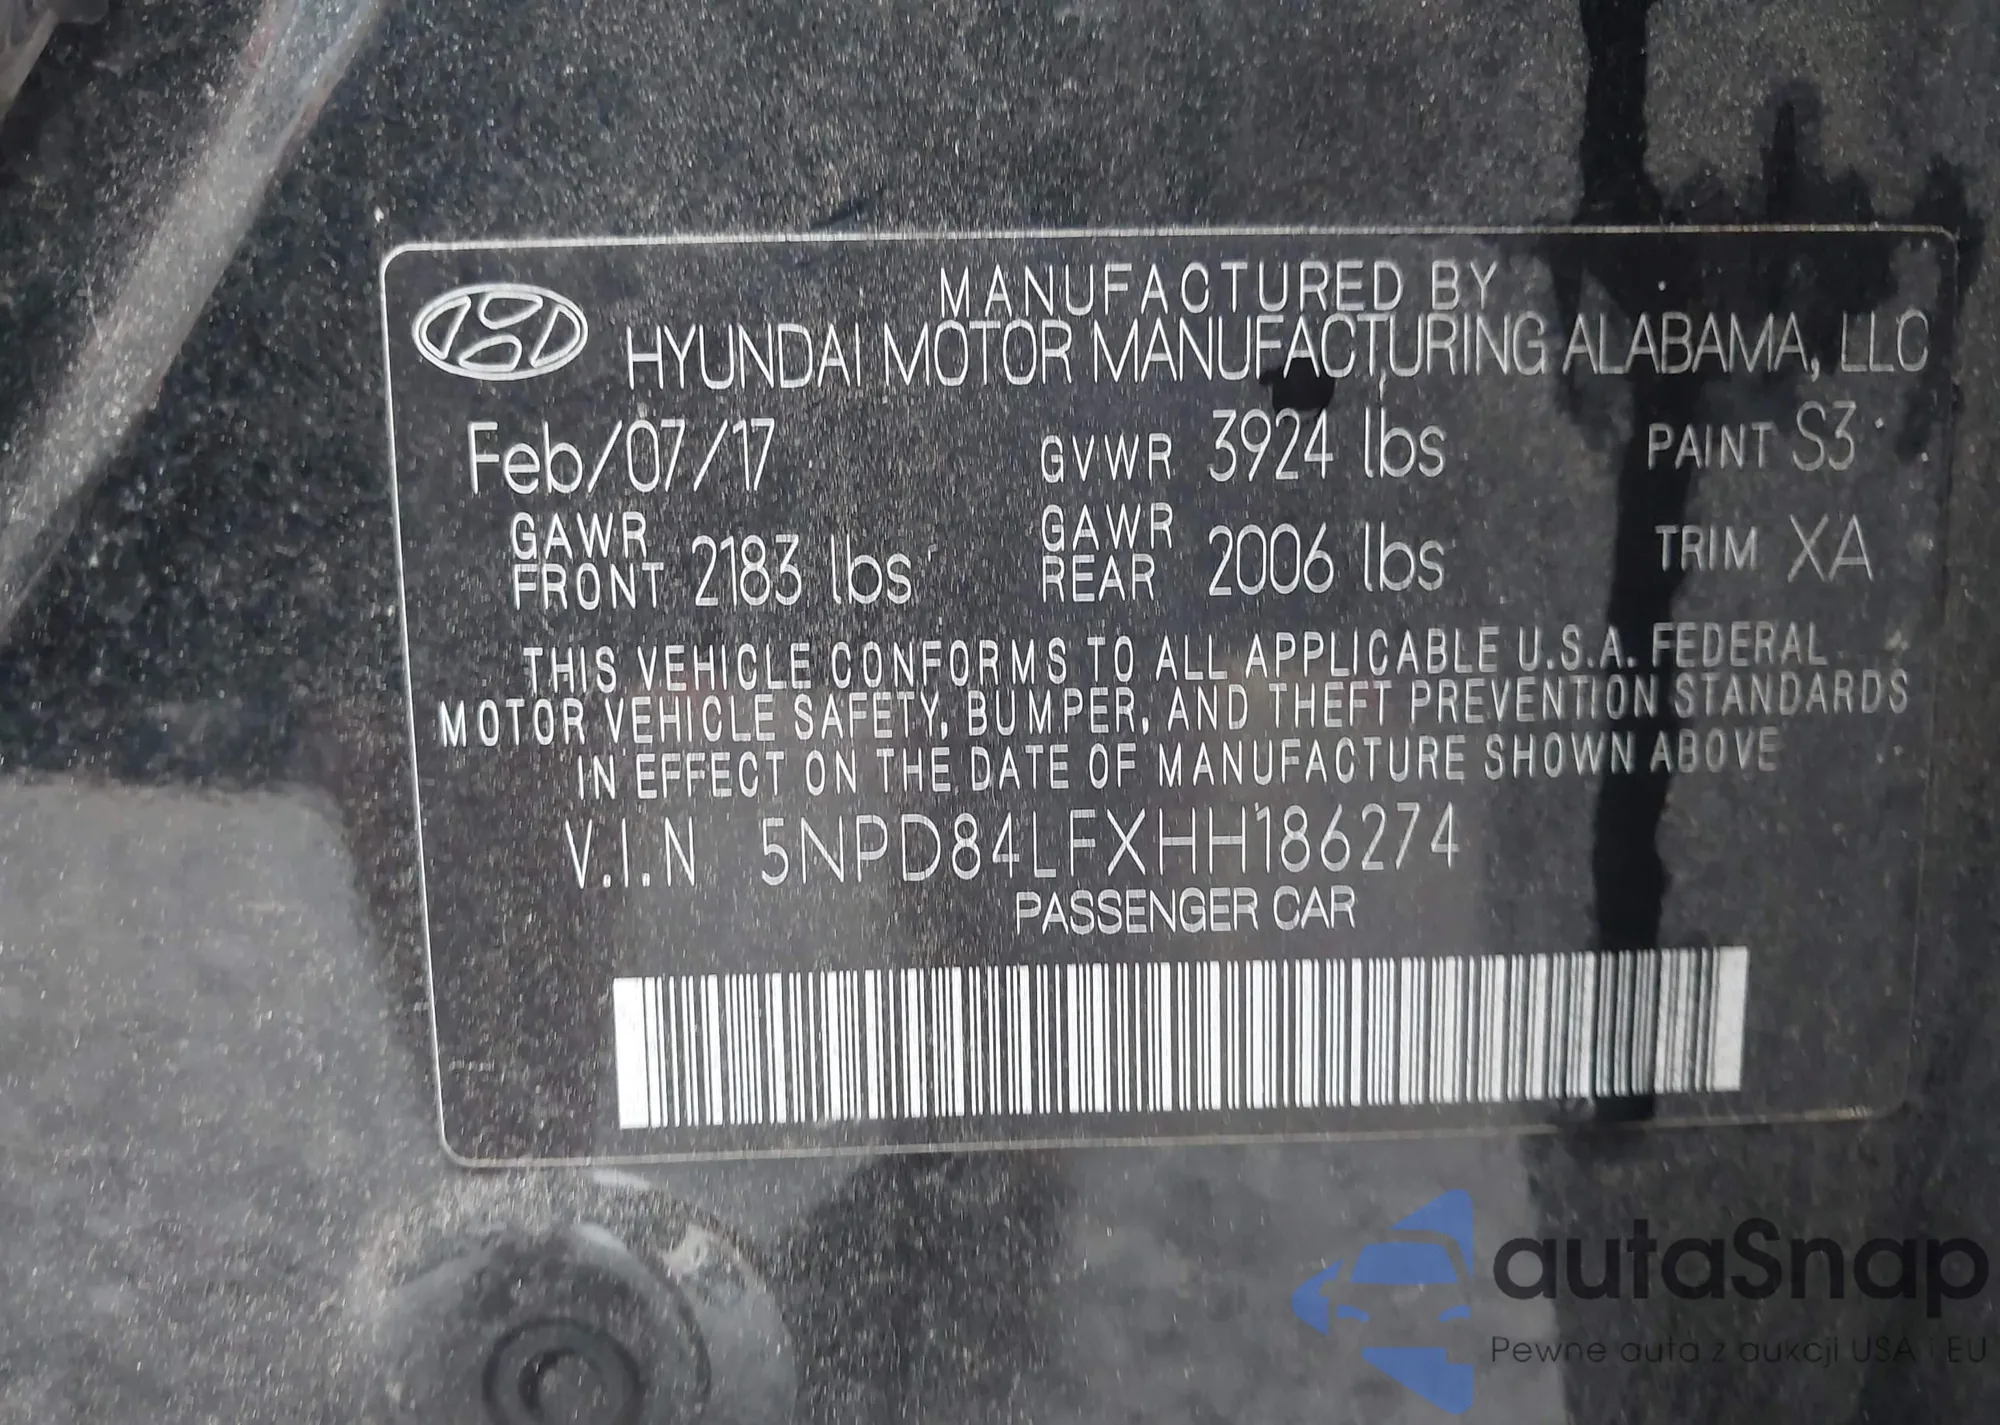 MANUFACTURED BY
HYUNDAI MOTOR MANUFACTURING ALABAMA, LLC
Feb/07/17 GVWR 3924 lbs PAINT S3
GAWR FRONT 2183 lbs GAWR REAR 2006 lbs TRIM XA
THIS VEHICLE CONFORMS TO ALL APPLICABLE U.S.A. FEDERAL
MOTOR VEHICLE SAFETY, BUMPER, AND THEFT PREVENTION STANDARDS
IN EFFECT ON THE DATE OF MANUFACTURE SHOWN ABOVE
V.I.N 5NPD84LFXHH186274
PASSENGER CAR
autaSnap
Pewne auta z aukcji USA i EU